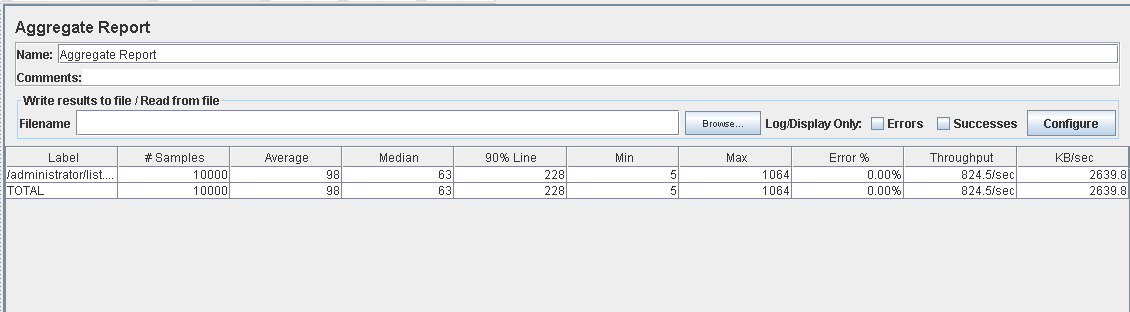 Aggregate Report
Name: Aggregate Report
Comments:
Write results to file / Read from file
Filename Browse... Log/Display Only: Errors Successes Configure
Label # Samples Average Median 90% Line Min Max Error % Throughput KB/sec
/administrator/list.... 10000 98 63 228 5 1064 0.00% 824.5/sec 2639.8
TOTAL 10000 98 63 228 5 1064 0.00% 824.5/sec 2639.8